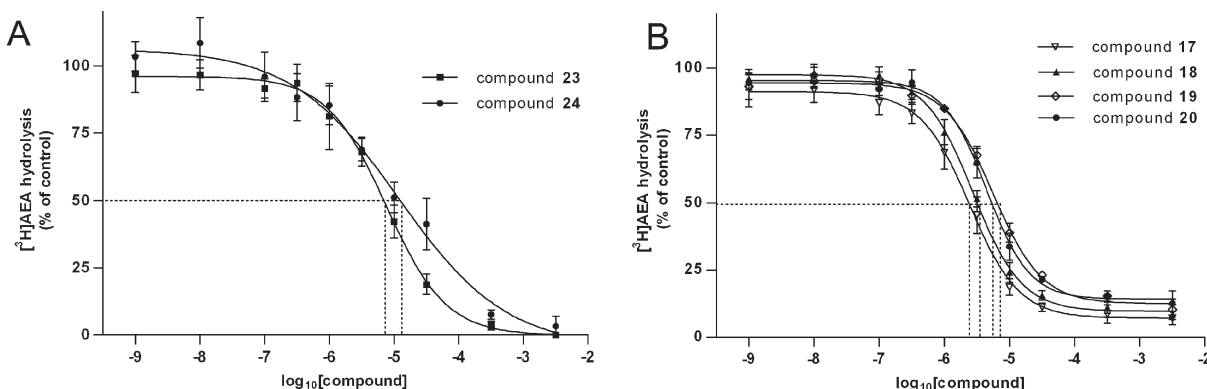 A
[³H]AEA hydrolysis
(% of control)
100
75
50
25
0
-9
-8
-7
-6
-5
-4
-3
-2
log₁₀[compound]
compound 23
compound 24
B
[³H]AEA hydrolysis
(% of control)
100
75
50
25
0
-9
-8
-7
-6
-5
-4
-3
-2
log₁₀[compound]
compound 17
compound 18
compound 19
compound 20